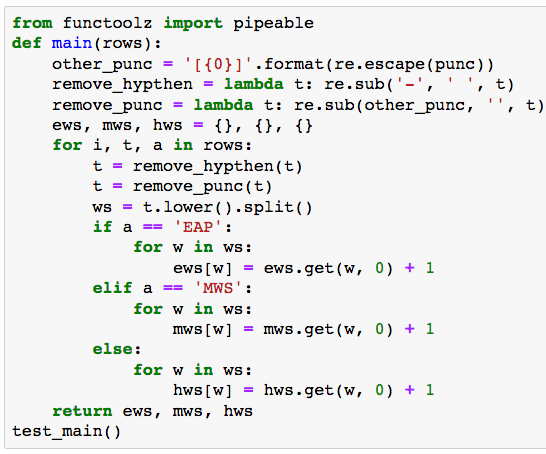 from functoolz import pipeable
def main(rows):
    other_punc = '[{0}]'.format(re.escape(punc))
    remove_hypthen = lambda t: re.sub('-', ' ', t)
    remove_punc = lambda t: re.sub(other_punc, '', t)
    ews, mws, hws = {}, {}, {}
    for i, t, a in rows:
        t = remove_hypthen(t)
        t = remove_punc(t)
        ws = t.lower().split()
        if a == 'EAP':
            for w in ws:
                ews[w] = ews.get(w, 0) + 1
        elif a == 'MWS':
            for w in ws:
                mws[w] = mws.get(w, 0) + 1
        else:
            for w in ws:
                hws[w] = hws.get(w, 0) + 1
    return ews, mws, hws
test_main()